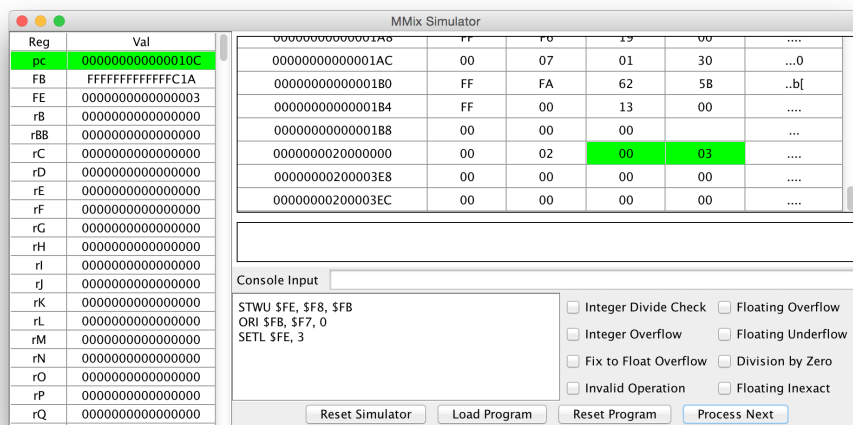 MMix Simulator
Reg Val
pc 000000000000010C
FB FFFFFFFFFFFFFC1A
FE 0000000000000003
rB 0000000000000000
rBB 0000000000000000
rC 0000000000000000
rD 0000000000000000
rE 0000000000000000
rF 0000000000000000
rG 0000000000000000
rH 0000000000000000
rI 0000000000000000
rJ 0000000000000000
rK 0000000000000000
rL 0000000000000000
rM 0000000000000000
rN 0000000000000000
rO 0000000000000000
rP 0000000000000000
rQ 0000000000000000
00000000000001A8 FF F6 19 00 ....
00000000000001AC 00 07 01 30 ...0
00000000000001B0 FF FA 62 5B ..b[
00000000000001B4 FF 00 13 00 ....
00000000000001B8 00 00 00 ...
0000000020000000 00 02 00 03 ....
00000000200003E8 00 00 00 00 ....
00000000200003EC 00 00 00 00 ....
Console Input
STWU $FE, $F8, $FB
ORI $FB, $F7, 0
SETL $FE, 3
Integer Divide Check Floating Overflow
Integer Overflow Floating Underflow
Fix to Float Overflow Division by Zero
Invalid Operation Floating Inexact
Reset Simulator Load Program Reset Program Process Next